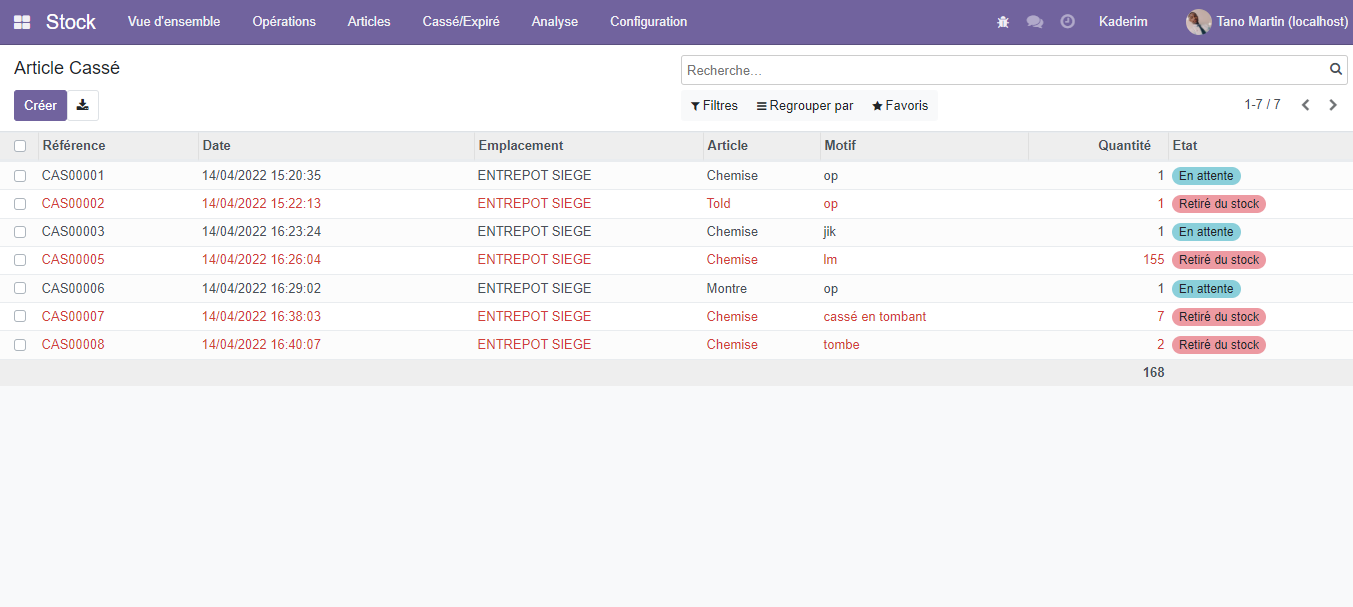 Stock Vue d'ensemble Opérations Articles Cassé/Expiré Analyse Configuration Kaderim Tano Martin (localhost)
Article Cassé
Recherche...
Créer
Filtres Regrouper par Favoris 1-7 / 7
Référence Date Emplacement Article Motif Quantité Etat
CAS00001 14/04/2022 15:20:35 ENTREPOT SIEGE Chemise op 1 En attente
CAS00002 14/04/2022 15:22:13 ENTREPOT SIEGE Told op 1 Retiré du stock
CAS00003 14/04/2022 16:23:24 ENTREPOT SIEGE Chemise jik 1 En attente
CAS00005 14/04/2022 16:26:04 ENTREPOT SIEGE Chemise lm 155 Retiré du stock
CAS00006 14/04/2022 16:29:02 ENTREPOT SIEGE Montre op 1 En attente
CAS00007 14/04/2022 16:38:03 ENTREPOT SIEGE Chemise cassé en tombant 7 Retiré du stock
CAS00008 14/04/2022 16:40:07 ENTREPOT SIEGE Chemise tombe 2 Retiré du stock
168